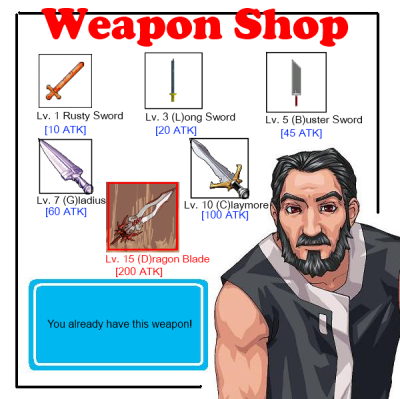 Weapon Shop
Lv. 1 Rusty Sword
[10 ATK]
Lv. 3 (L)ong Sword
[20 ATK]
Lv. 5 (B)uster Sword
[45 ATK]
Lv. 7 (G)ladius
[60 ATK]
Lv. 10 (C)laymore
[100 ATK]
Lv. 15 (D)ragon Blade
[200 ATK]
You already have this weapon!